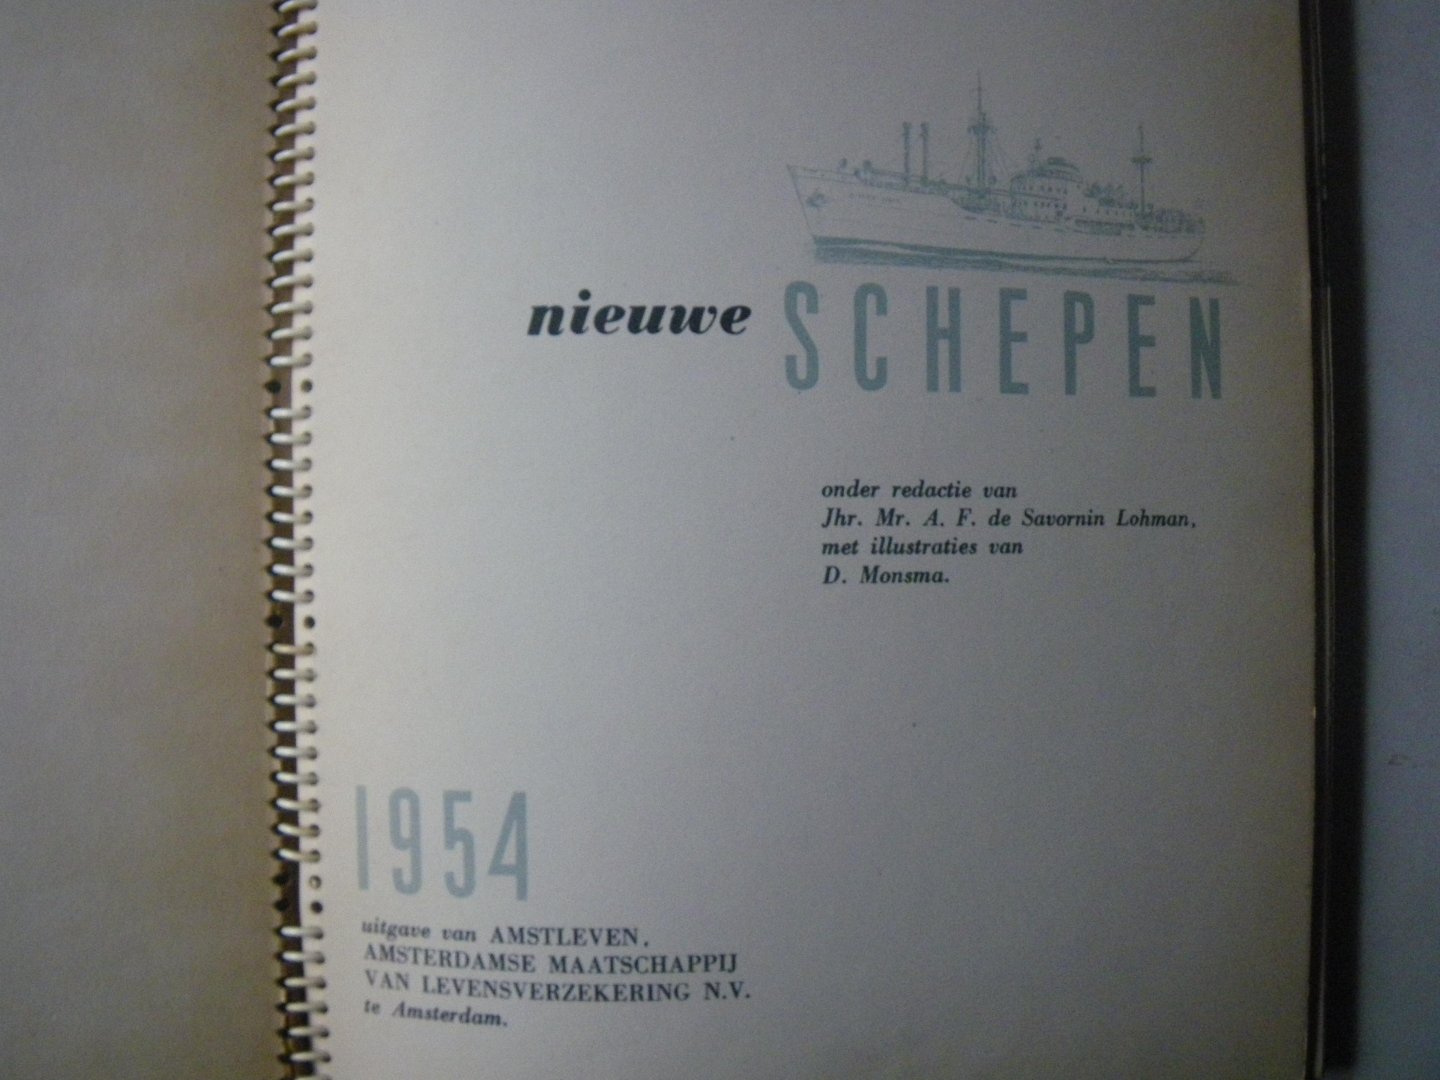 nieuwe SCHEPEN
onder redactie van
Jhr. Mr. A. F. de Savornin Lohman,
met illustraties van
D. Monsma.
1954
uitgave van AMSTLEVEN.
AMSTERDAMSE MAATSCHAPPIJ
VAN LEVENSVERZEKERING N.V.
te Amsterdam.